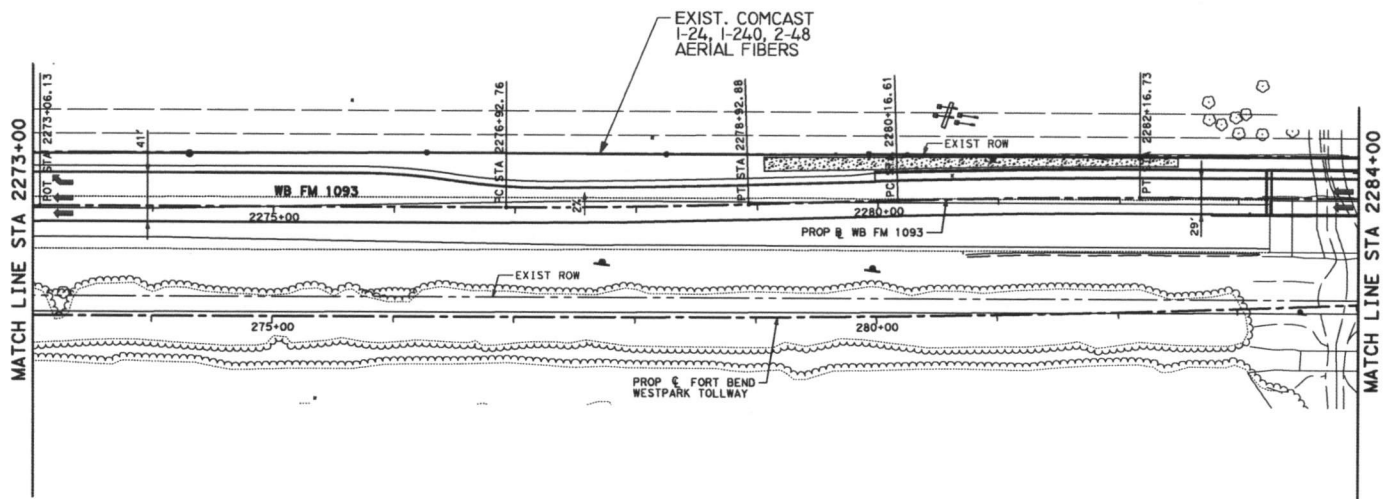 EXIST. COMCAST
1-24, 1-240, 2-48
AERIAL FIBERS
MATCH LINE STA 2273+00
POT STA 2273+06.13
41'
STA 2276+92.76
PT STA 2278+92.88
PC STA 2280+16.61
PT 2282+16.73
EXIST ROW
WB FM 1093
2275+00
2280+00
PROP ⅊ WB FM 1093
29'
EXIST ROW
275+00
280+00
PROP ℄ FORT BEND
WESTPARK TOLLWAY
MATCH LINE STA 2284+00